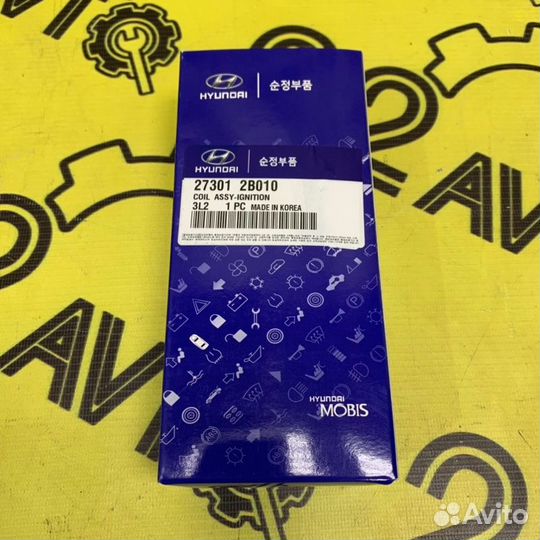 HYUNDAI 순정부품
HYUNDAI 순정부품
27301 2B010
COIL ASSY-IGNITION
3L2 1 PC MADE IN KOREA
HYUNDAI
MOBIS
Avito